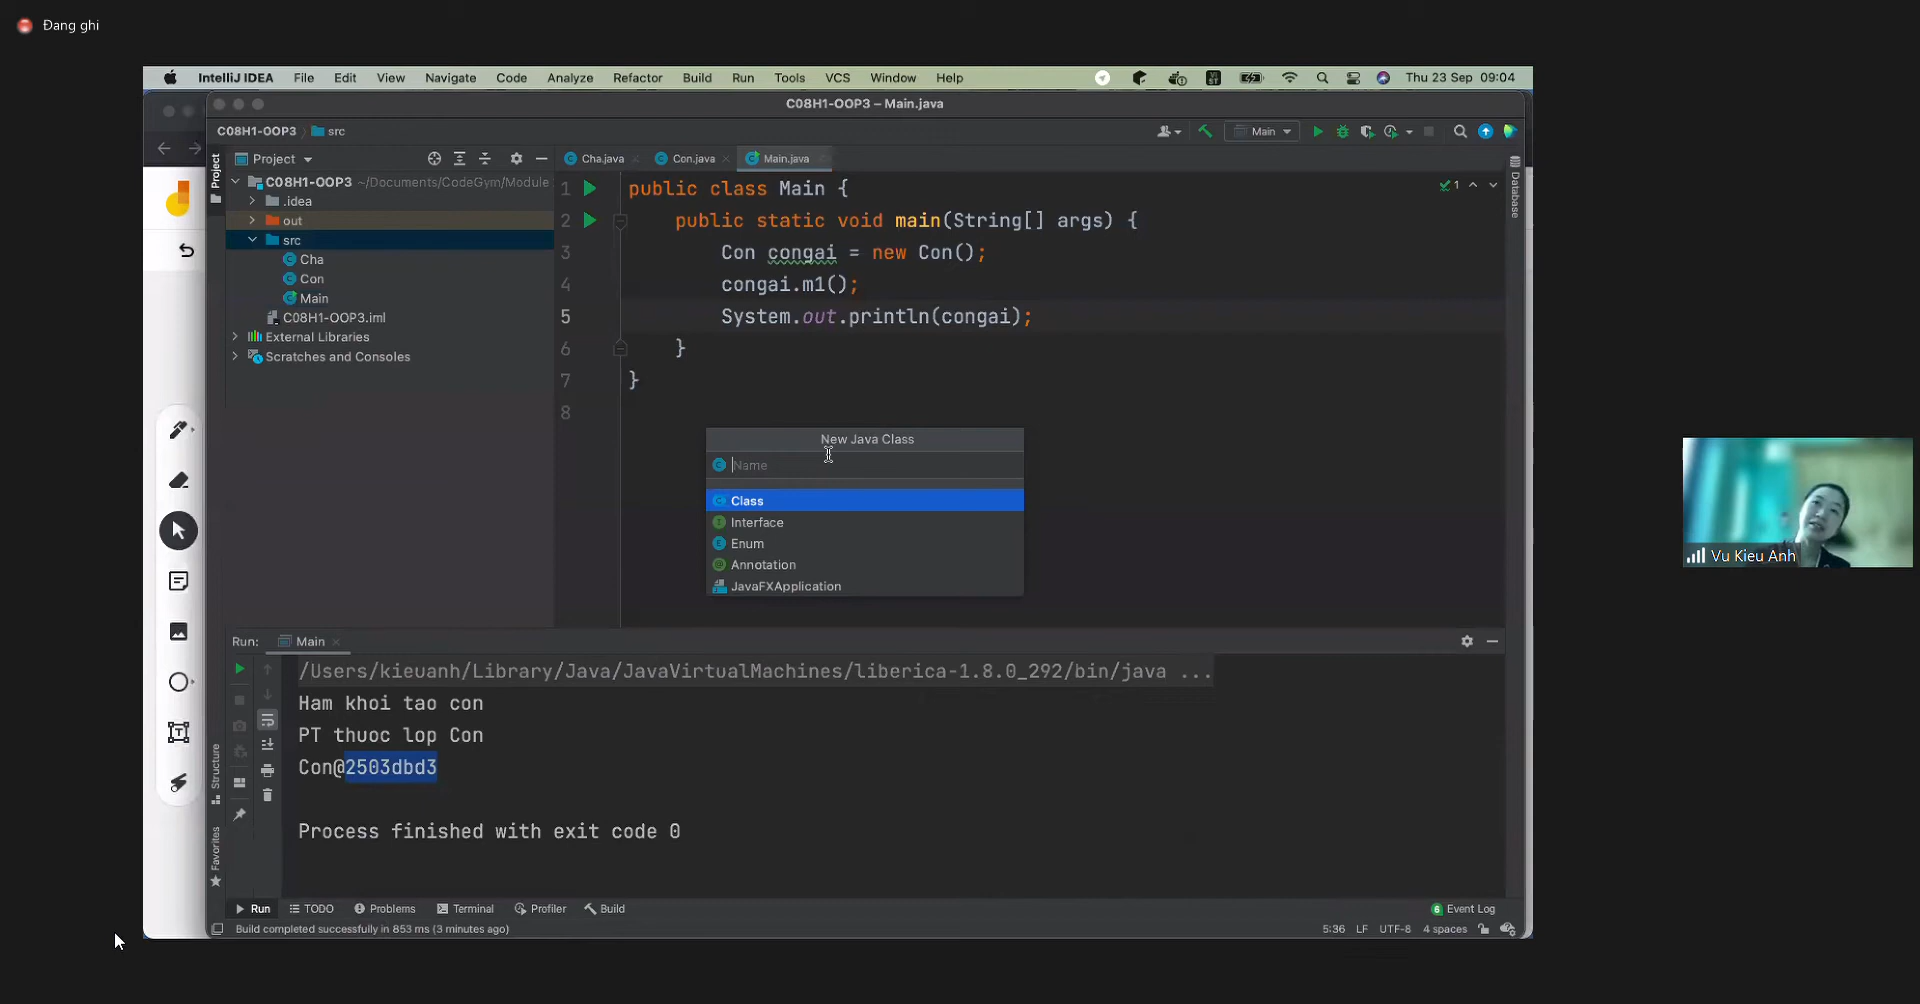 Đang ghi
IntelliJ IDEA File Edit View Navigate Code Analyze Refactor Build Run Tools VCS Window Help Thu 23 Sep 09:04
C08H1-OOP3 – Main.java
C08H1-OOP3 src Main
Project Cha.java Con.java Main.java
Project
Database
C08H1-OOP3 ~/Documents/CodeGym/Module
.idea
out
src
Cha
Con
Main
C08H1-OOP3.iml
External Libraries
Scratches and Consoles
1 public class Main {
2 public static void main(String[] args) {
3 Con congai = new Con();
4 congai.m1();
5 System.out.println(congai);
6 }
7 }
8
1
New Java Class
Name
Class
Interface
Enum
Annotation
JavaFXApplication
Vu Kieu Anh
Run: Main
/Users/kieuanh/Library/Java/JavaVirtualMachines/liberica-1.8.0_292/bin/java ...
Ham khoi tao con
PT thuoc lop Con
Con@2503dbd3
Process finished with exit code 0
Structure
Favorites
Run TODO Problems Terminal Profiler Build 6 Event Log
Build completed successfully in 853 ms (3 minutes ago) 5:36 LF UTF-8 4 spaces